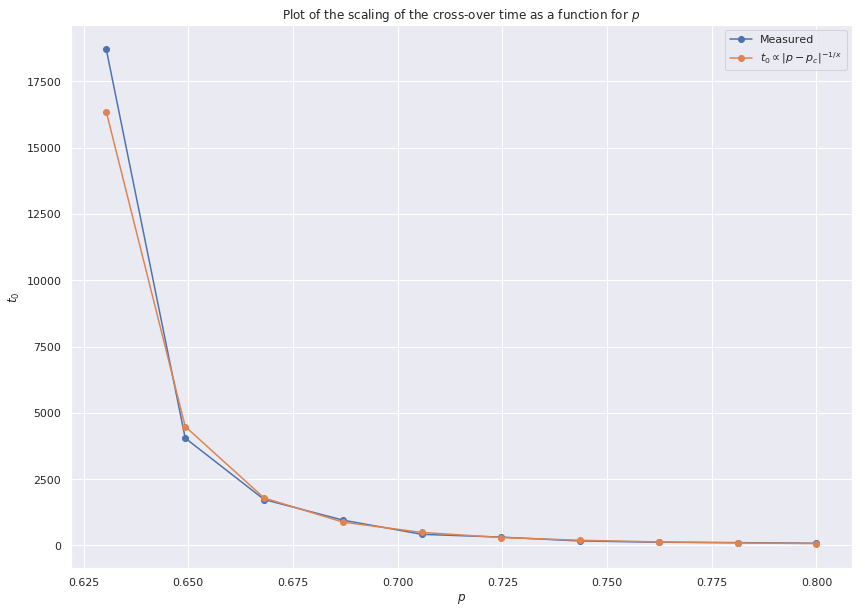 Plot of the scaling of the cross-over time as a function for p
Measured
t₀ ∝ |p − p_c|^{−1/x}
17500
15000
12500
10000
7500
5000
2500
0
t₀
0.625 0.650 0.675 0.700 0.725 0.750 0.775 0.800
p